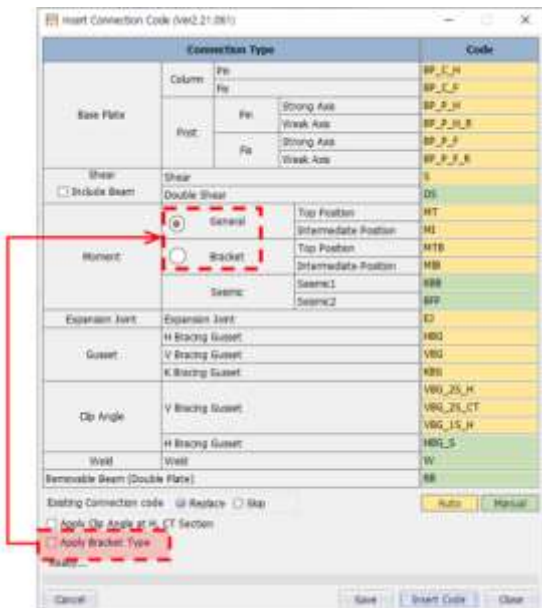 Insert Connection Code (Ver2.21.061)
Connection Type Code
Base Plate Column Pin BP_C_H
Fix BP_C_F
Post Pin Strong Axis BP_P_H
Weak Axis BP_P_H_R
Fix Strong Axis BP_P_F
Weak Axis BP_P_F_R
Shear Shear S
Include Beam Double Shear DS
Moment General Top Position MT
Intermediate Position MI
Bracket Top Position MTB
Intermediate Position MIB
Seismic Seismic1 KBB
Seismic2 BFP
Expansion Joint Expansion Joint EJ
Gusset H Bracing Gusset HBG
V Bracing Gusset VBG
K Bracing Gusset KBG
Clip Angle V Bracing Gusset VBG_2S_H
VBG_2S_CT
VBG_1S_H
H Bracing Gusset HBG_S
Weld Weld W
Removable Beam (Double Plate) RB
Existing Connection code Replace Skip Auto Manual
Apply Clip Angle at H, CT Section
Apply Bracket Type
Ready...
Cancel Save Insert Code Close